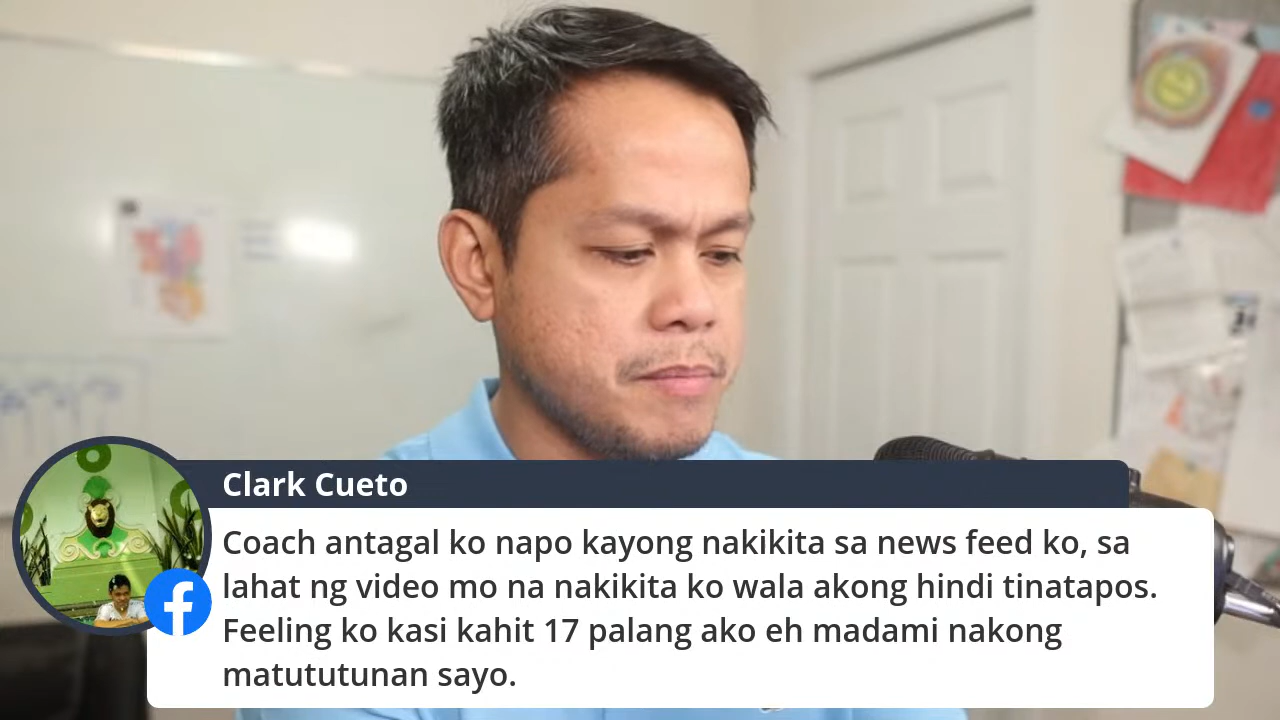 Clark Cueto
Coach antagal ko napo kayong nakikita sa news feed ko, sa
lahat ng video mo na nakikita ko wala akong hindi tinatapos.
Feeling ko kasi kahit 17 palang ako eh madami nakong
matututunan sayo.